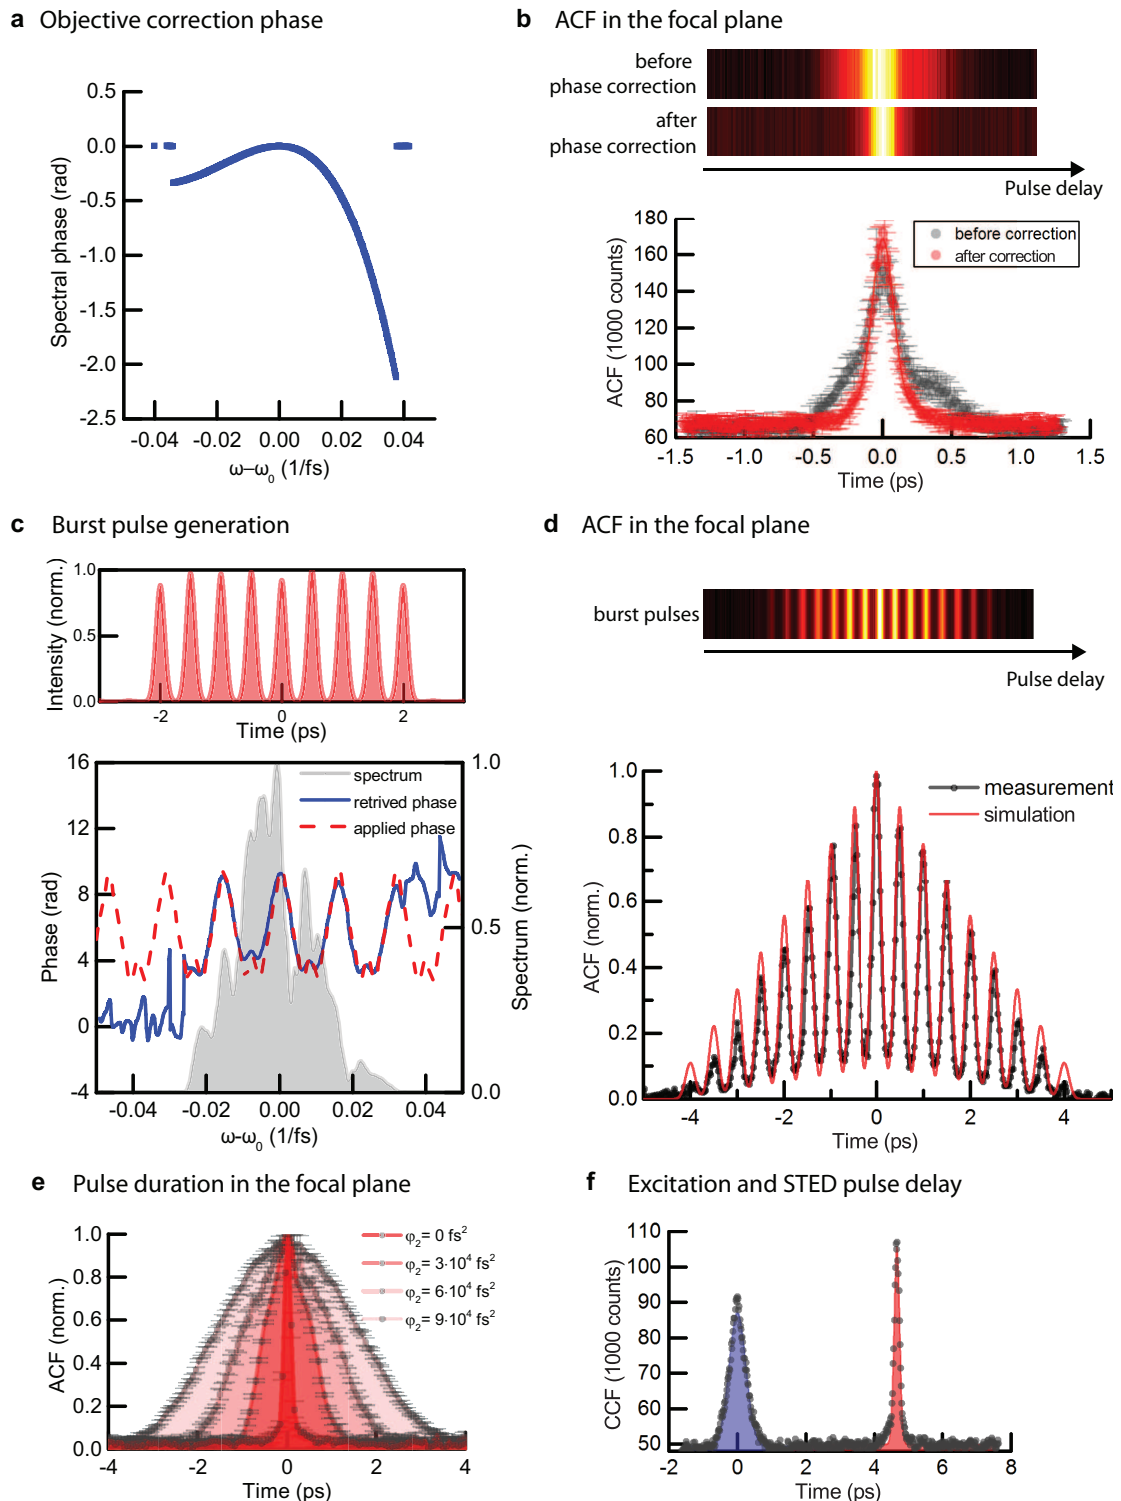 a Objective correction phase
0.5
0.0
-0.5
-1.0
-1.5
-2.0
-2.5
Spectral phase (rad)
-0.04 -0.02 0.00 0.02 0.04
ω−ω0 (1/fs)
b ACF in the focal plane
before
phase correction
after
phase correction
Pulse delay
180
160
140
120
100
80
60
ACF (1000 counts)
before correction
after correction
-1.5 -1.0 -0.5 0.0 0.5 1.0 1.5
Time (ps)
c Burst pulse generation
1.0
0.5
0.0
Intensity (norm.)
-2 0 2
Time (ps)
16
12
8
4
0
-4
Phase (rad)
spectrum
retrived phase
applied phase
1.0
0.5
0.0
Spectrum (norm.)
-0.04 -0.02 0.00 0.02 0.04
ω-ω0 (1/fs)
d ACF in the focal plane
burst pulses
Pulse delay
1.0
0.8
0.6
0.4
0.2
0.0
ACF (norm.)
measurement
simulation
-4 -2 0 2 4
Time (ps)
e Pulse duration in the focal plane
1.0
0.8
0.6
0.4
0.2
0.0
ACF (norm.)
φ2= 0 fs²
φ2= 3·10⁴ fs²
φ2= 6·10⁴ fs²
φ2= 9·10⁴ fs²
-4 -2 0 2 4
Time (ps)
f Excitation and STED pulse delay
110
100
90
80
70
60
50
CCF (1000 counts)
-2 0 2 4 6 8
Time (ps)